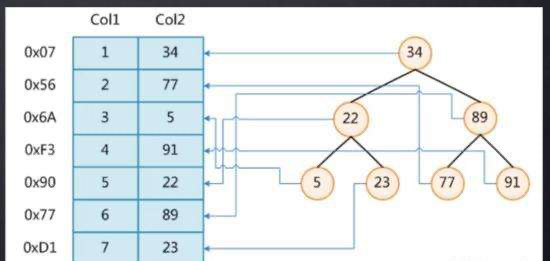 Col1 Col2
0x07 1 34 34
0x56 2 77
0x6A 3 5 22 89
0xF3 4 91
0x90 5 22 5 23 77 91
0x77 6 89
0xD1 7 23